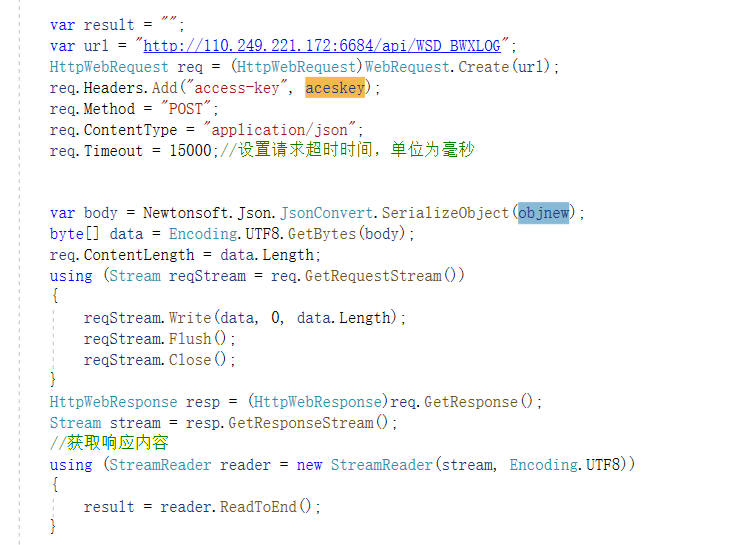 var result = "";
var url = "http://110.249.221.172:6684/api/WSD_BWXLOG";
HttpWebRequest req = (HttpWebRequest)WebRequest.Create(url);
req.Headers.Add("access-key", aceskey);
req.Method = "POST";
req.ContentType = "application/json";
req.Timeout = 15000;//设置请求超时时间，单位为毫秒
var body = Newtonsoft.Json.JsonConvert.SerializeObject(objnew);
byte[] data = Encoding.UTF8.GetBytes(body);
req.ContentLength = data.Length;
using (Stream reqStream = req.GetRequestStream())
{
reqStream.Write(data, 0, data.Length);
reqStream.Flush();
reqStream.Close();
}
HttpWebResponse resp = (HttpWebResponse)req.GetResponse();
Stream stream = resp.GetResponseStream();
//获取响应内容
using (StreamReader reader = new StreamReader(stream, Encoding.UTF8))
{
result = reader.ReadToEnd();
}